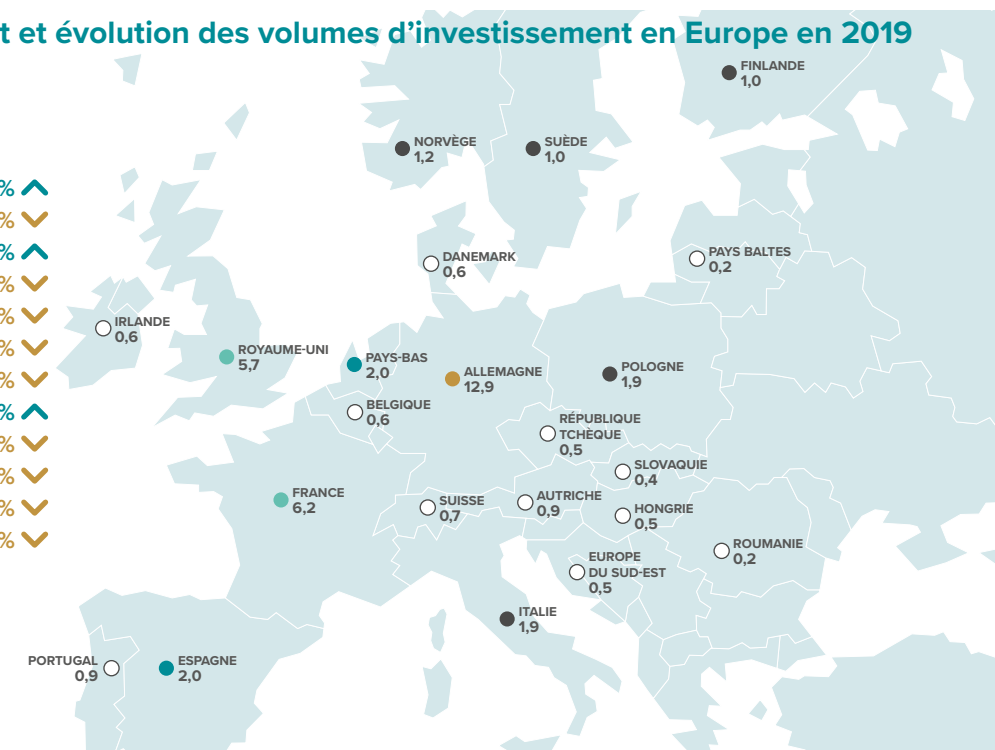 t et évolution des volumes d’investissement en Europe en 2019
FINLANDE
1,0
NORVÈGE
1,2
SUÈDE
1,0
%
%
%
%
%
%
%
%
%
%
%
%
DANEMARK
0,6
PAYS BALTES
0,2
IRLANDE
0,6
ROYAUME-UNI
5,7
PAYS-BAS
2,0
ALLEMAGNE
12,9
POLOGNE
1,9
BELGIQUE
0,6
RÉPUBLIQUE
TCHÈQUE
0,5
SLOVAQUIE
0,4
FRANCE
6,2
SUISSE
0,7
AUTRICHE
0,9
HONGRIE
0,5
ROUMANIE
0,2
EUROPE
DU SUD-EST
0,5
ITALIE
1,9
PORTUGAL
0,9
ESPAGNE
2,0